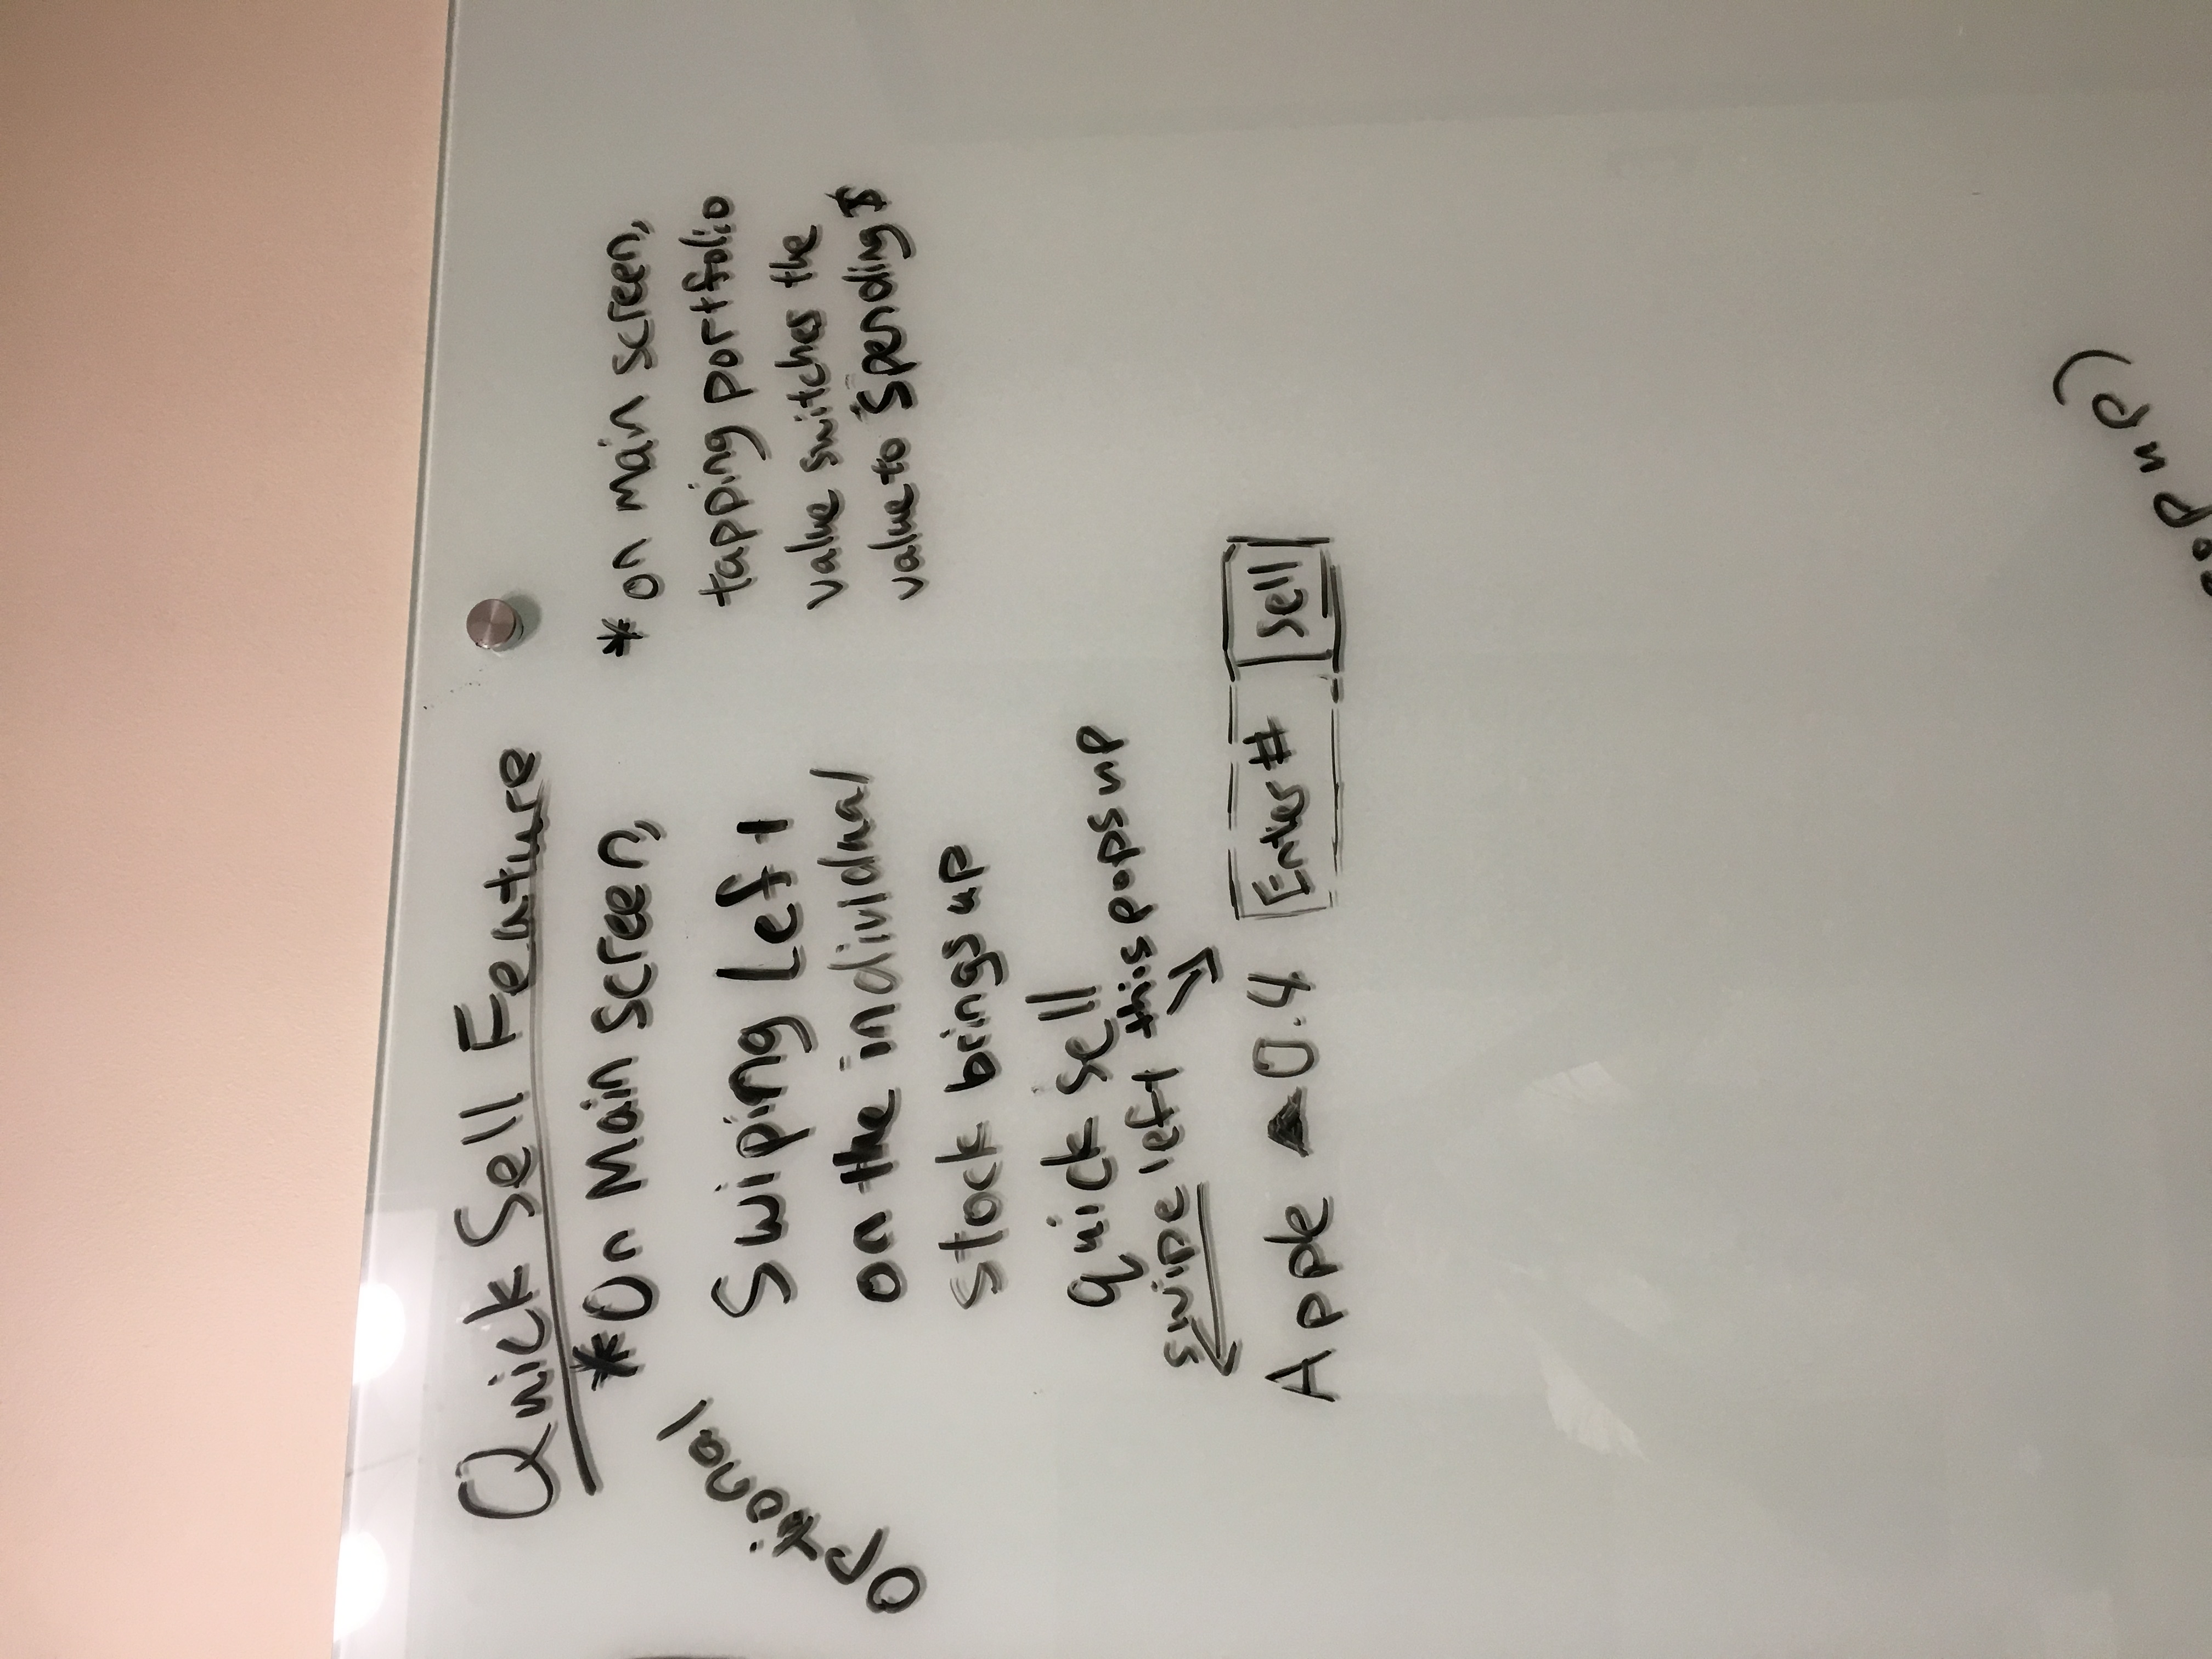 Quick Sell Feature
optional
*On Main screen,
Swiping Left
on the individual
stock brings up
quick sell
swipe left this pops up
Apple ▲0.4 Enter # Sell
* on main screen,
tapping portfolio
value switches the
value to Spending $